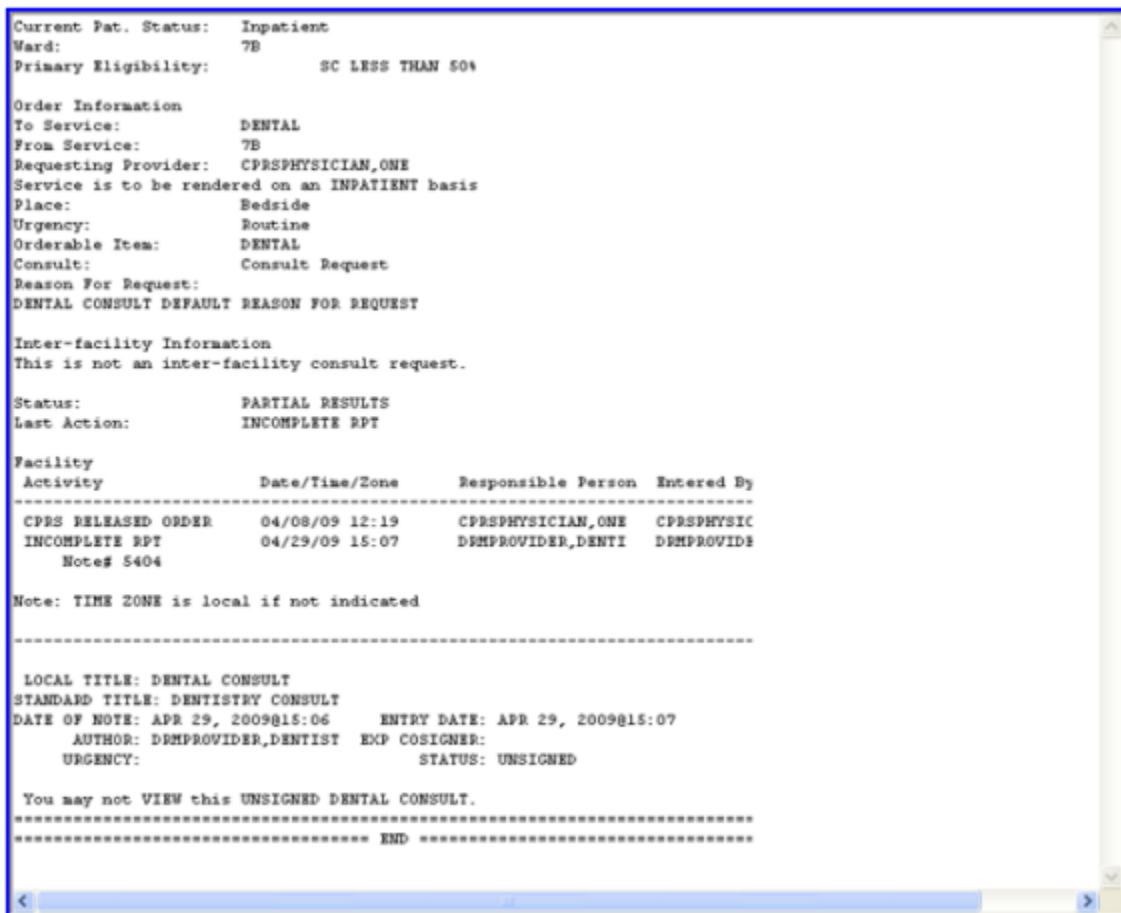 Current Pat. Status:   Inpatient
Ward:                  7B
Primary Eligibility:           SC LESS THAN 50%

Order Information
To Service:            DENTAL
From Service:          7B
Requesting Provider:   CPRSPHYSICIAN,ONE
Service is to be rendered on an INPATIENT basis
Place:                 Bedside
Urgency:               Routine
Orderable Item:        DENTAL
Consult:               Consult Request
Reason For Request:
DENTAL CONSULT DEFAULT REASON FOR REQUEST

Inter-facility Information
This is not an inter-facility consult request.

Status:                PARTIAL RESULTS
Last Action:           INCOMPLETE RPT

Facility
 Activity                Date/Time/Zone      Responsible Person  Entered By
---------------------------------------------------------------------------
 CPRS RELEASED ORDER     04/08/09 12:19      CPRSPHYSICIAN,ONE   CPRSPHYSIC
 INCOMPLETE RPT          04/29/09 15:07      DRMPROVIDER,DENTI   DRMPROVIDE
     Note# 5404

Note: TIME ZONE is local if not indicated

---------------------------------------------------------------------------

 LOCAL TITLE: DENTAL CONSULT
STANDARD TITLE: DENTISTRY CONSULT
DATE OF NOTE: APR 29, 2009@15:06     ENTRY DATE: APR 29, 2009@15:07
      AUTHOR: DRMPROVIDER,DENTIST  EXP COSIGNER:
     URGENCY:                            STATUS: UNSIGNED

 You may not VIEW this UNSIGNED DENTAL CONSULT.
===========================================================================
==================================== END ==================================